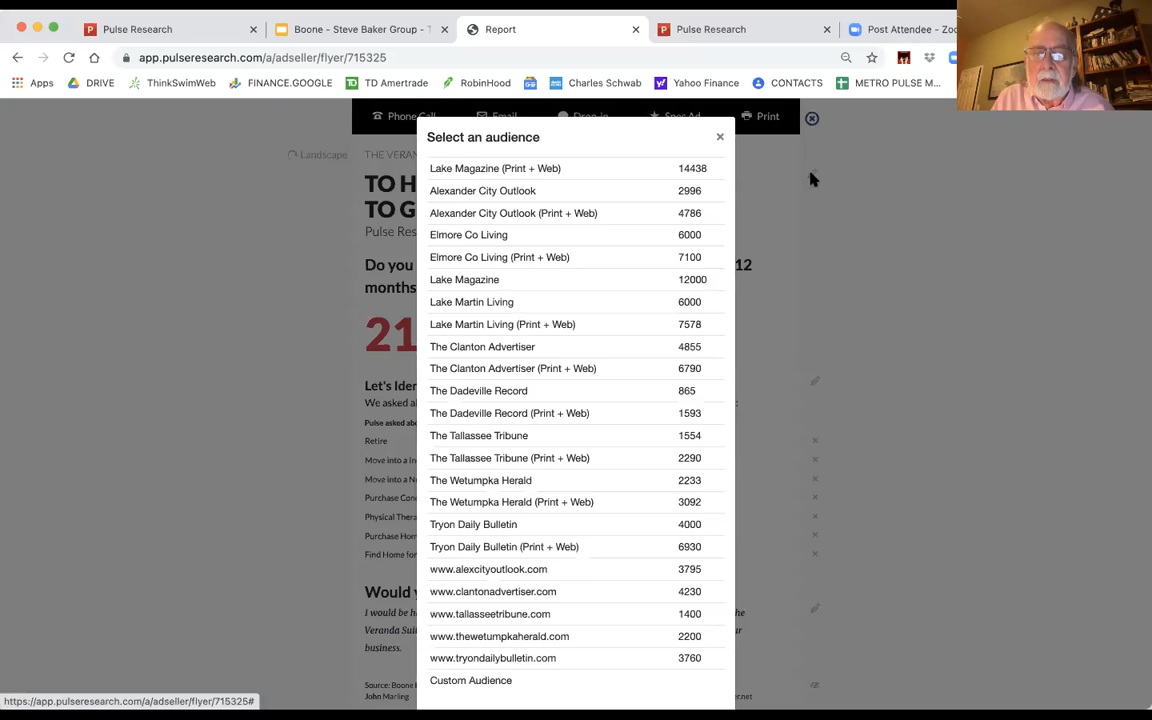 Pulse Research
Boone - Steve Baker Group - T
Report
Pulse Research
Post Attendee - Zoo
app.pulseresearch.com/a/adseller/flyer/715325
Apps
DRIVE
ThinkSwimWeb
FINANCE.GOOGLE
TD Amertrade
RobinHood
Charles Schwab
Yahoo Finance
CONTACTS
METRO PULSE M...
Phone Call
Email
Drop-in
Spec Ad
Print
Landscape
THE VERAN
TO H
TO G
Pulse Res
Do you
12
months
21
Let's Iden
We asked al
Pulse asked abo
Retire
Move into a In
Move into a N
Purchase Con
Physical Thera
Purchase Hom
Find Home for
Would y
I would be h
the
Veranda Sui
ur
business.
Source: Boone
John Marling
er.net
Select an audience ×
Lake Magazine (Print + Web) 14438
Alexander City Outlook 2996
Alexander City Outlook (Print + Web) 4786
Elmore Co Living 6000
Elmore Co Living (Print + Web) 7100
Lake Magazine 12000
Lake Martin Living 6000
Lake Martin Living (Print + Web) 7578
The Clanton Advertiser 4855
The Clanton Advertiser (Print + Web) 6790
The Dadeville Record 865
The Dadeville Record (Print + Web) 1593
The Tallassee Tribune 1554
The Tallassee Tribune (Print + Web) 2290
The Wetumpka Herald 2233
The Wetumpka Herald (Print + Web) 3092
Tryon Daily Bulletin 4000
Tryon Daily Bulletin (Print + Web) 6930
www.alexcityoutlook.com 3795
www.clantonadvertiser.com 4230
www.tallasseetribune.com 1400
www.thewetumpkaherald.com 2200
www.tryondailybulletin.com 3760
Custom Audience
https://app.pulseresearch.com/a/adseller/flyer/715325#